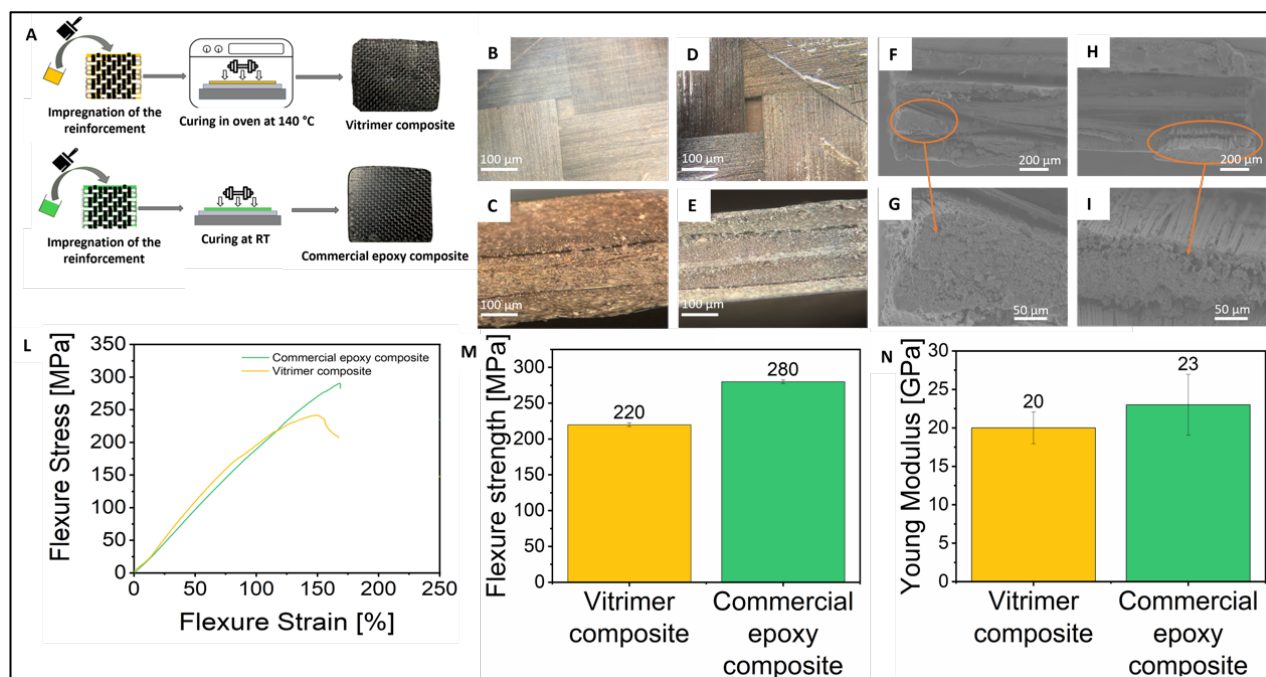 A
Impregnation of the
reinforcement
Curing in oven at 140 °C
Vitrimer composite
Impregnation of the
reinforcement
Curing at RT
Commercial epoxy composite
B
100 µm
D
100 µm
C
100 µm
E
100 µm
F
200 µm
H
200 µm
G
50 µm
I
50 µm
L
Flexure Stress [MPa]
350
300
250
200
150
100
50
0
Commercial epoxy composite
Vitrimer composite
0 50 100 150 200 250
Flexure Strain [%]
M
Flexure strength [MPa]
300
250
200
150
100
50
0
220
280
Vitrimer
composite
Commercial
epoxy
composite
N
Young Modulus [GPa]
30
25
20
15
10
5
0
20
23
Vitrimer
composite
Commercial
epoxy
composite